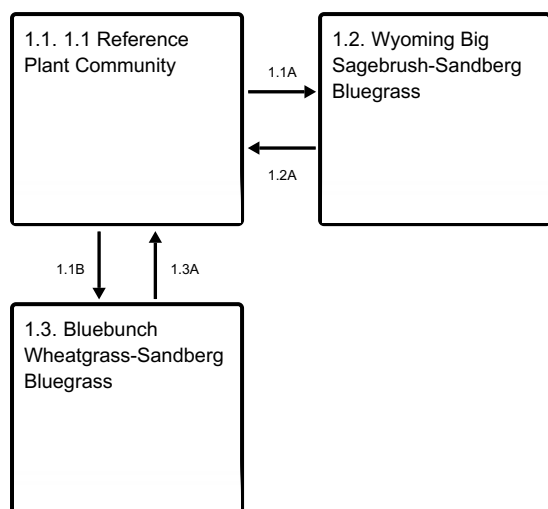 1.1. 1.1 Reference
Plant Community
1.1A
1.2. Wyoming Big
Sagebrush-Sandberg
Bluegrass
1.2A
1.1B
1.3A
1.3. Bluebunch
Wheatgrass-Sandberg
Bluegrass